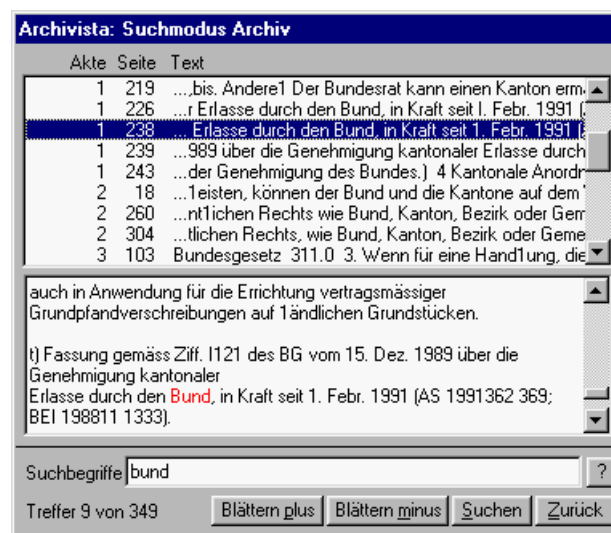 Archivista: Suchmodus Archiv
Akte Seite Text
1 219 ...,bis. Andere1 Der Bundesrat kann einen Kanton erm
1 226 ...r Erlasse durch den Bund, in Kraft seit l. Febr. 1991 (
1 238 ... Erlasse durch den Bund, in Kraft seit 1. Febr. 1991 (
1 239 ...989 über die Genehmigung kantonaler Erlasse durch
1 243 ...der Genehmigung des Bundes.) 4 Kantonale Anordn
2 18 ...1eisten, können der Bund und die Kantone auf dem
2 260 ...nt1ichen Rechts wie Bund, Kanton, Bezirk oder Gem
2 304 ...tlichen Rechts, wie Bund, Kanton, Bezirk oder Geme
3 103 Bundesgesetz 311.0 3. Wenn für eine Hand1ung, die
auch in Anwendung für die Errichtung vertragsmässiger
Grundpfandverschreibungen auf 1ändlichen Grundstücken.
t) Fassung gemäss Ziff. I121 des BG vom 15. Dez. 1989 über die
Genehmigung kantonaler
Erlasse durch den Bund, in Kraft seit 1. Febr. 1991 (AS 1991362 369;
BEI 198811 1333).
Suchbegriffe bund ?
Treffer 9 von 349 Blättern plus Blättern minus Suchen Zurück